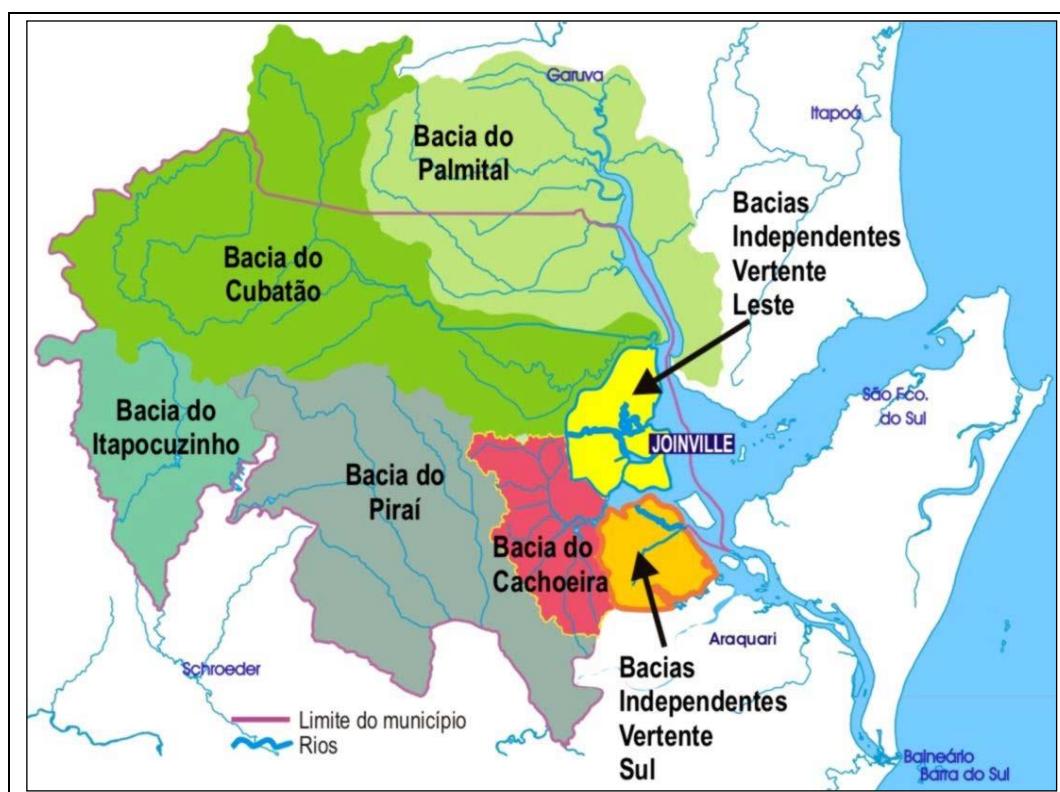 Garuva
Itapoá
Bacia do
Palmital
Bacias
Independentes
Vertente
Leste
Bacia do
Cubatão
São Fco.
do Sul
Bacia do
Itapocuzinho
JOINVILLE
Bacia do
Piraí
Bacia do
Cachoeira
Araquari
Schroeder
Bacias
Independentes
Vertente
Sul
Limite do município
Rios
Balneário
Barra do Sul